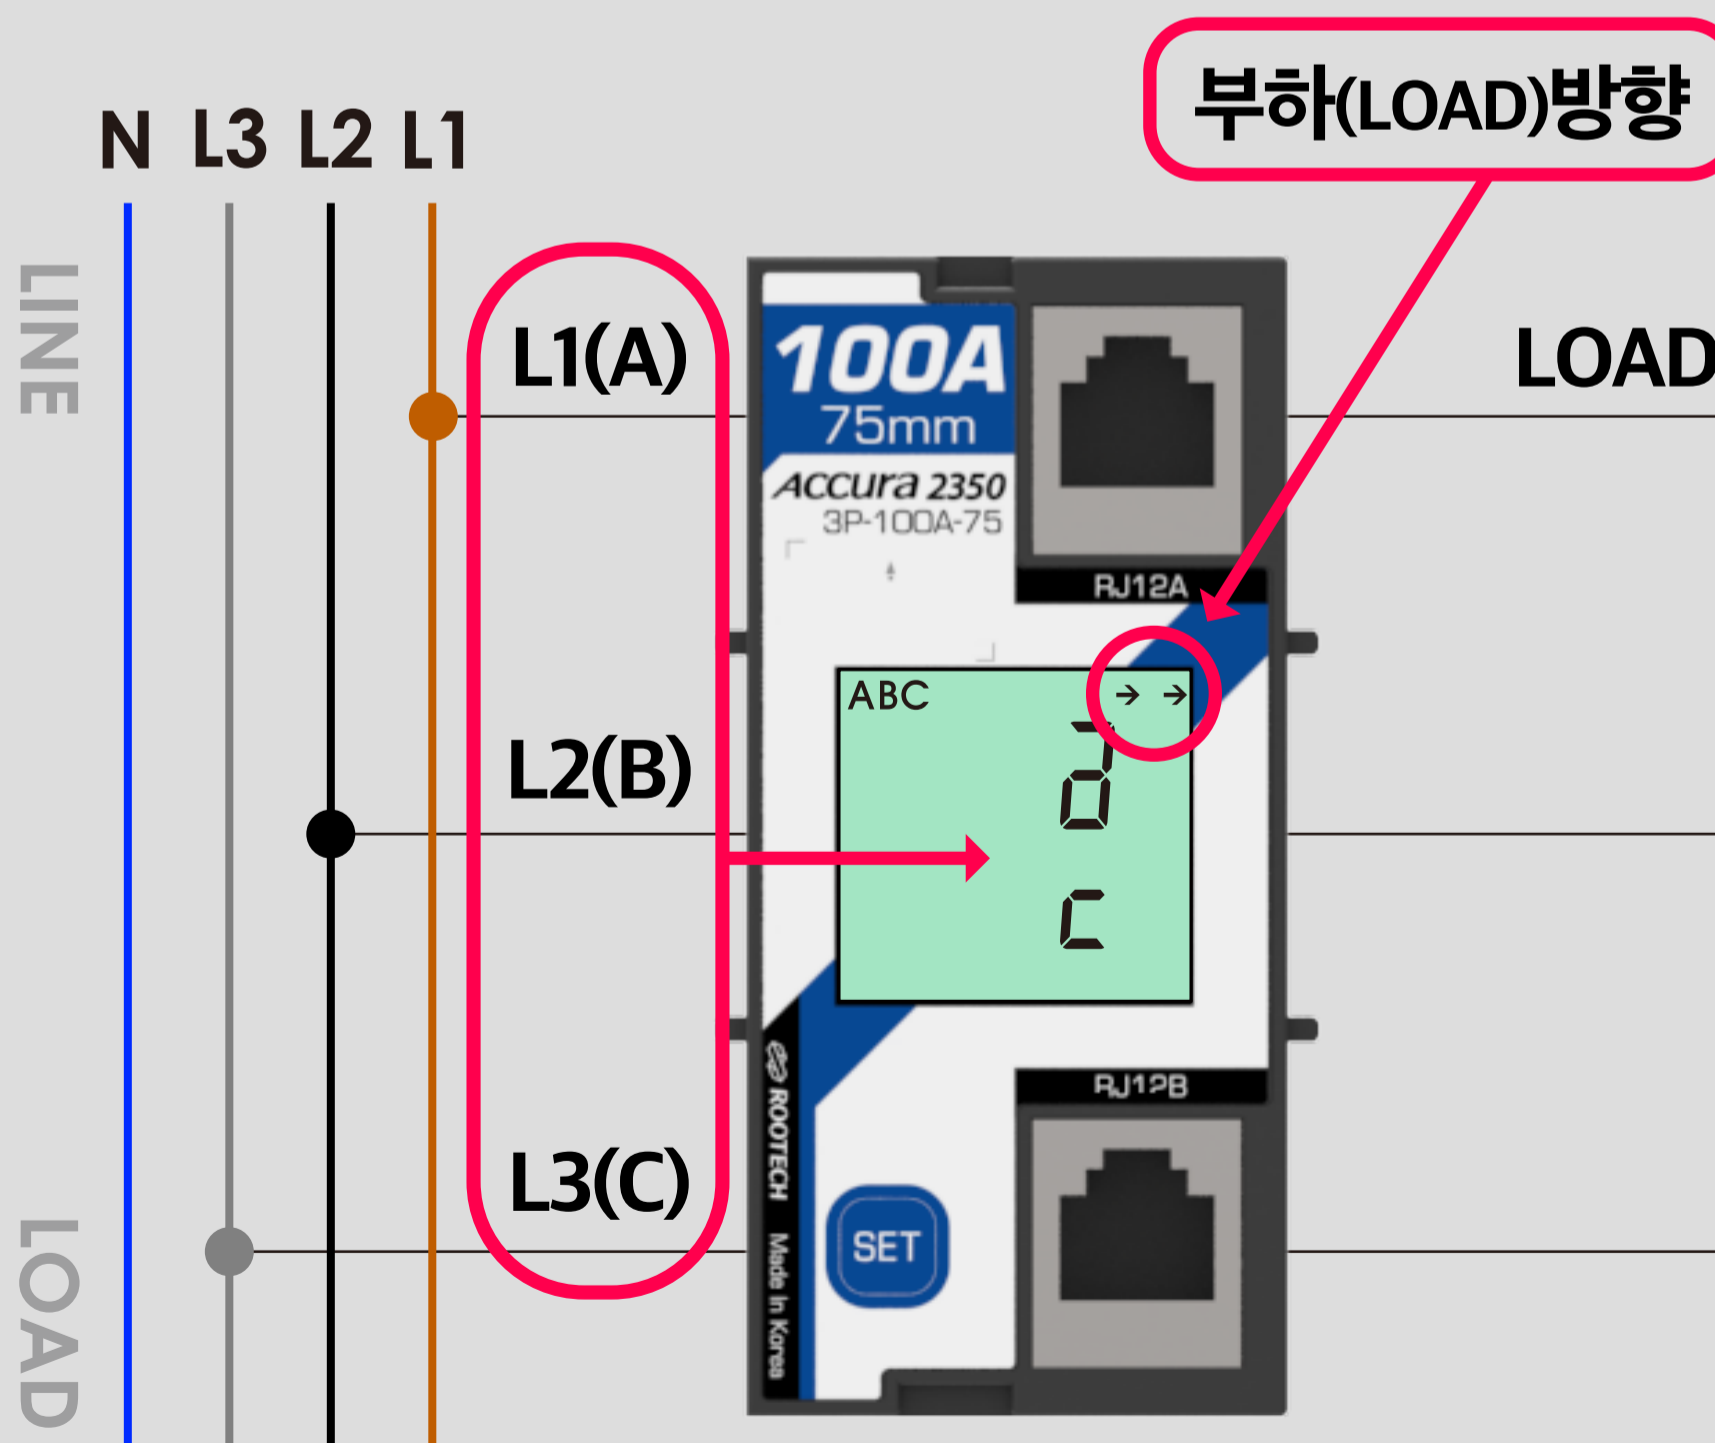 부하(LOAD)방향
N L3 L2 L1
LINE
L1(A)
100A
75mm
LOAD
Accura 2350
3P-100A-75
RJ12A
ABC → →
L2(B)
c
RJ12B
L3(C)
ROOTECH Made In Korea
SET
LOAD